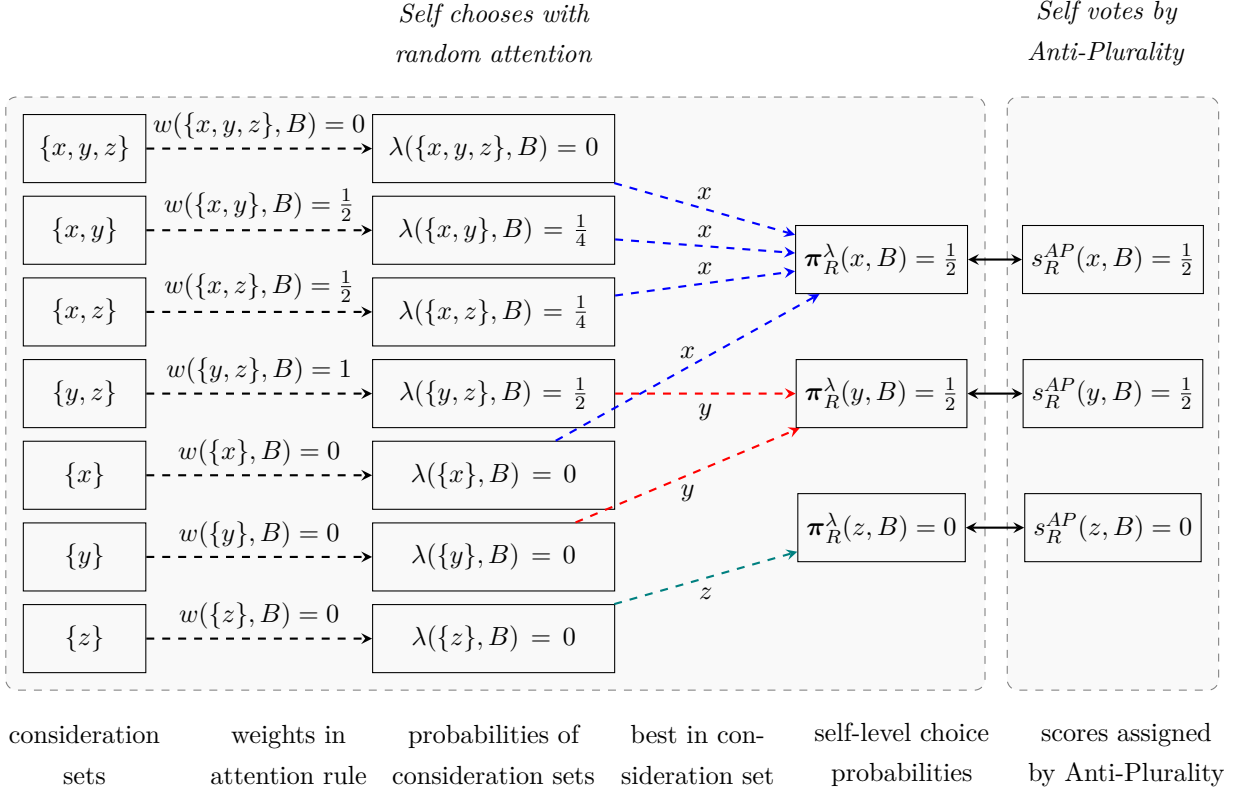 Self chooses with
random attention
Self votes by
Anti-Plurality
{x, y, z}
w({x, y, z}, B) = 0
λ({x, y, z}, B) = 0
x
{x, y}
w({x, y}, B) = 1/2
λ({x, y}, B) = 1/4
x
π_R^λ(x, B) = 1/2
s_R^{AP}(x, B) = 1/2
{x, z}
w({x, z}, B) = 1/2
λ({x, z}, B) = 1/4
x
{y, z}
w({y, z}, B) = 1
λ({y, z}, B) = 1/2
x
y
π_R^λ(y, B) = 1/2
s_R^{AP}(y, B) = 1/2
{x}
w({x}, B) = 0
λ({x}, B) = 0
y
{y}
w({y}, B) = 0
λ({y}, B) = 0
π_R^λ(z, B) = 0
s_R^{AP}(z, B) = 0
{z}
w({z}, B) = 0
λ({z}, B) = 0
z
consideration
sets
weights in
attention rule
probabilities of
consideration sets
best in con-
sideration set
self-level choice
probabilities
scores assigned
by Anti-Plurality